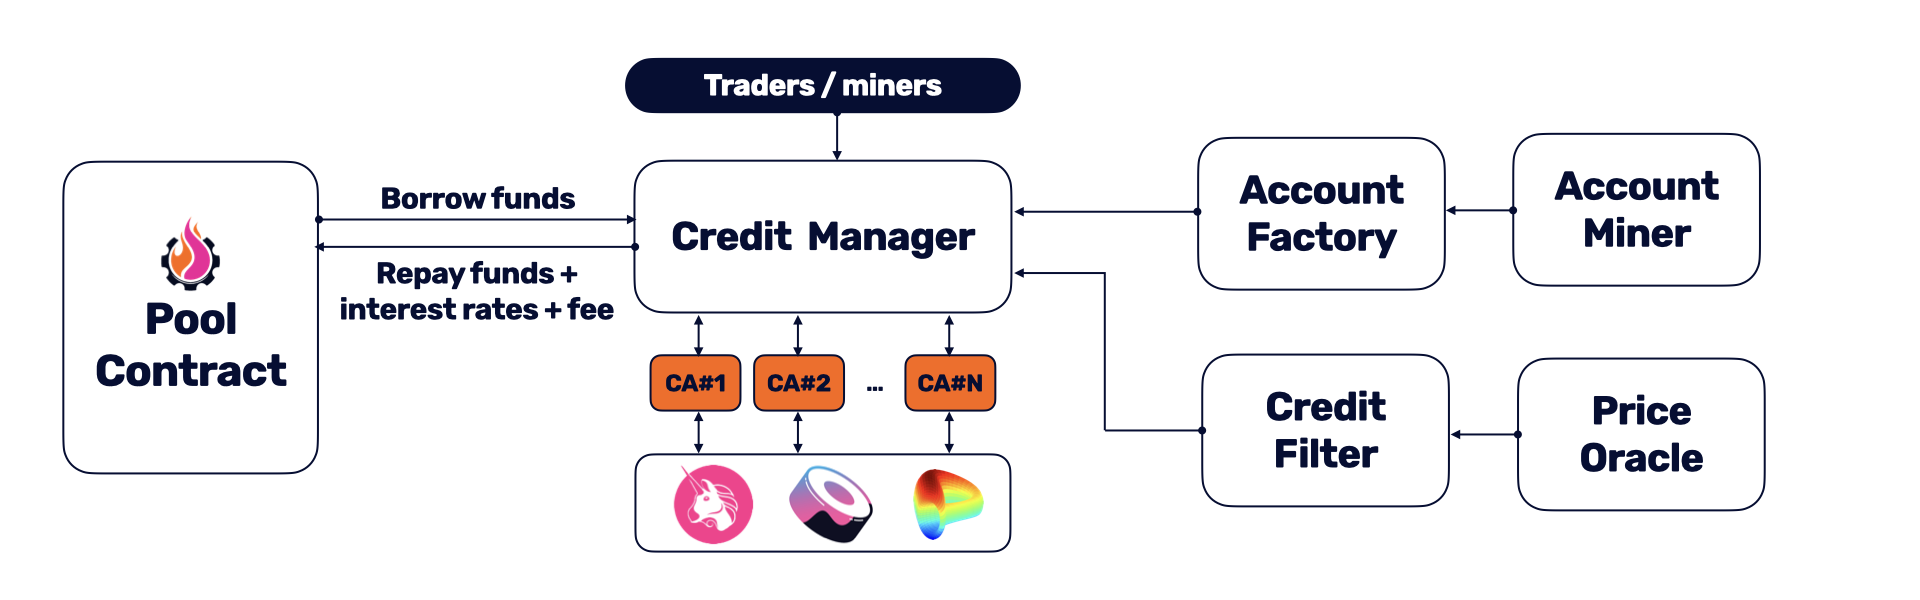 Traders / miners
Borrow funds
Repay funds +
interest rates + fee
Pool
Contract
Credit Manager
Account
Factory
Account
Miner
CA#1
CA#2
...
CA#N
Credit
Filter
Price
Oracle